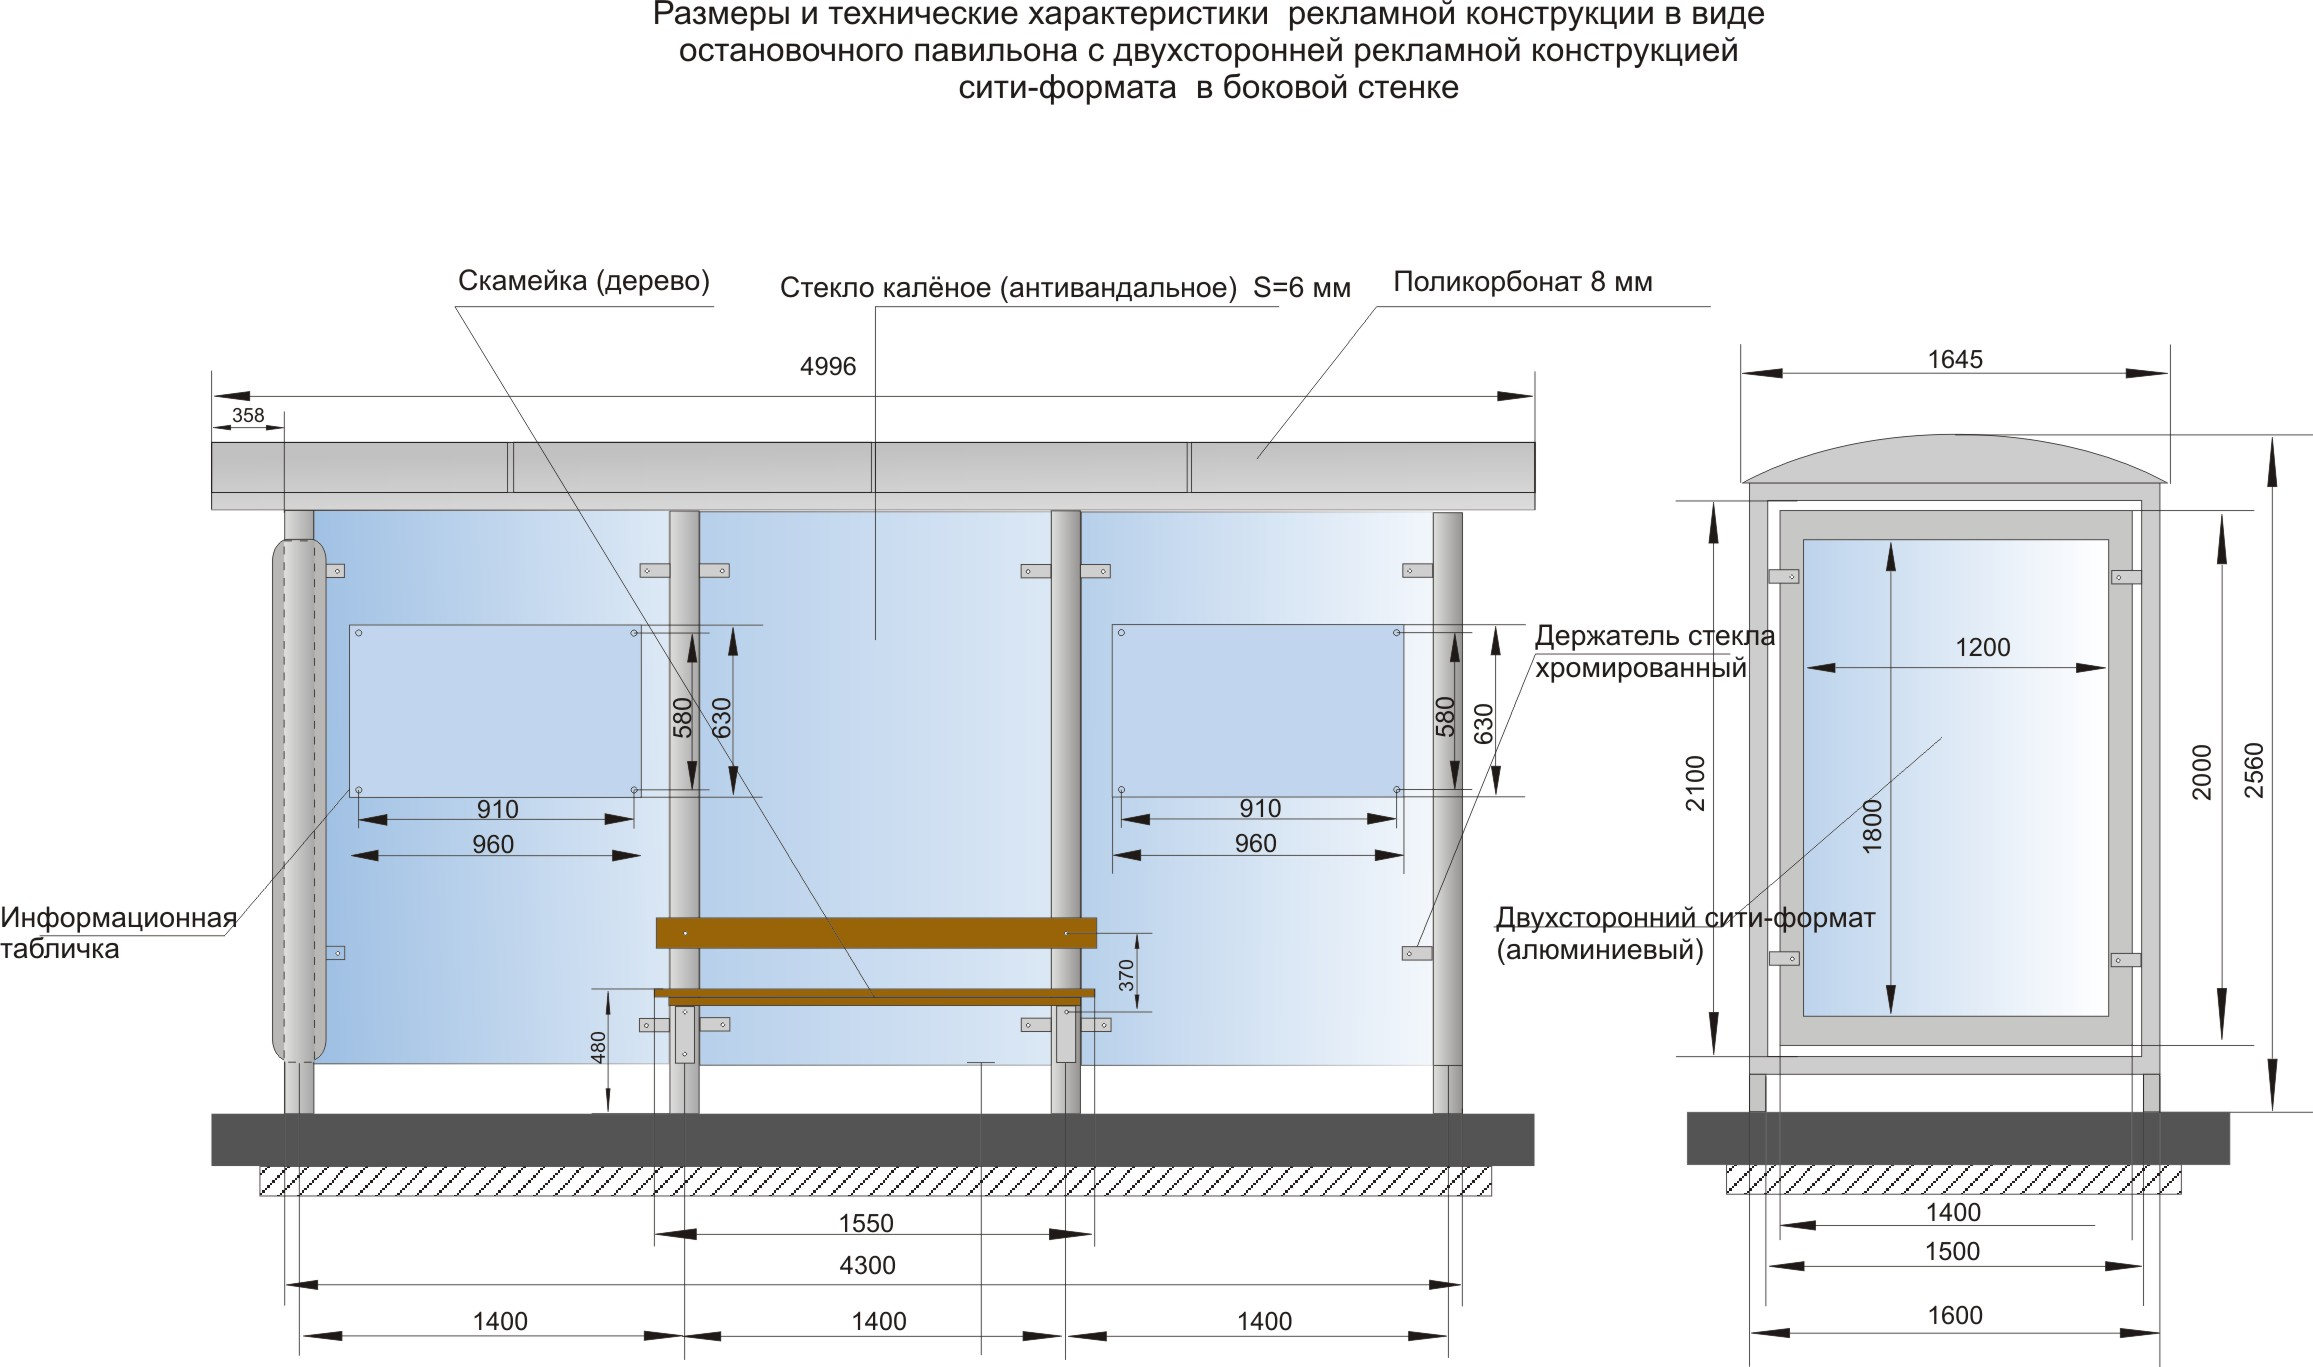 Размеры и технические характеристики рекламной конструкции в виде
остановочного павильона с двухсторонней рекламной конструкцией
сити-формата в боковой стенке
Скамейка (дерево)
Стекло калёное (антивандальное) S=6 мм
Поликорбонат 8 мм
4996
358
1645
580
630
910
960
580
630
910
960
Держатель стекла
хромированный
1200
1800
2100
2000
2560
Информационная
табличка
Двухсторонний сити-формат
(алюминиевый)
370
480
1550
4300
1400
1400
1400
1400
1500
1600